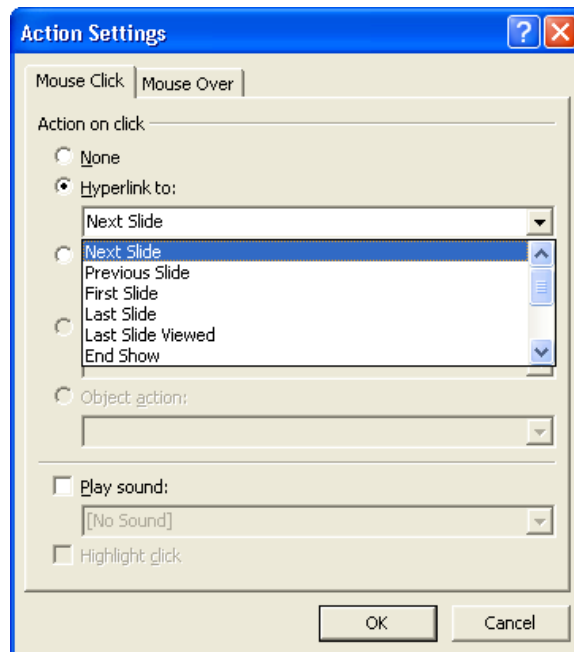 Action Settings
Mouse Click
Mouse Over
Action on click
None
Hyperlink to:
Next Slide
Next Slide
Previous Slide
First Slide
Last Slide
Last Slide Viewed
End Show
Object action:
Play sound:
[No Sound]
Highlight click
OK
Cancel